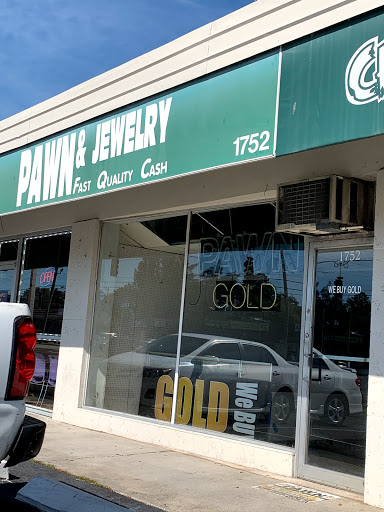 PAWN & JEWELRY
FAST QUALITY CASH
1752
OPEN
PAWN
GOLD
1752
WE BUY GOLD
GOLD
We BUY